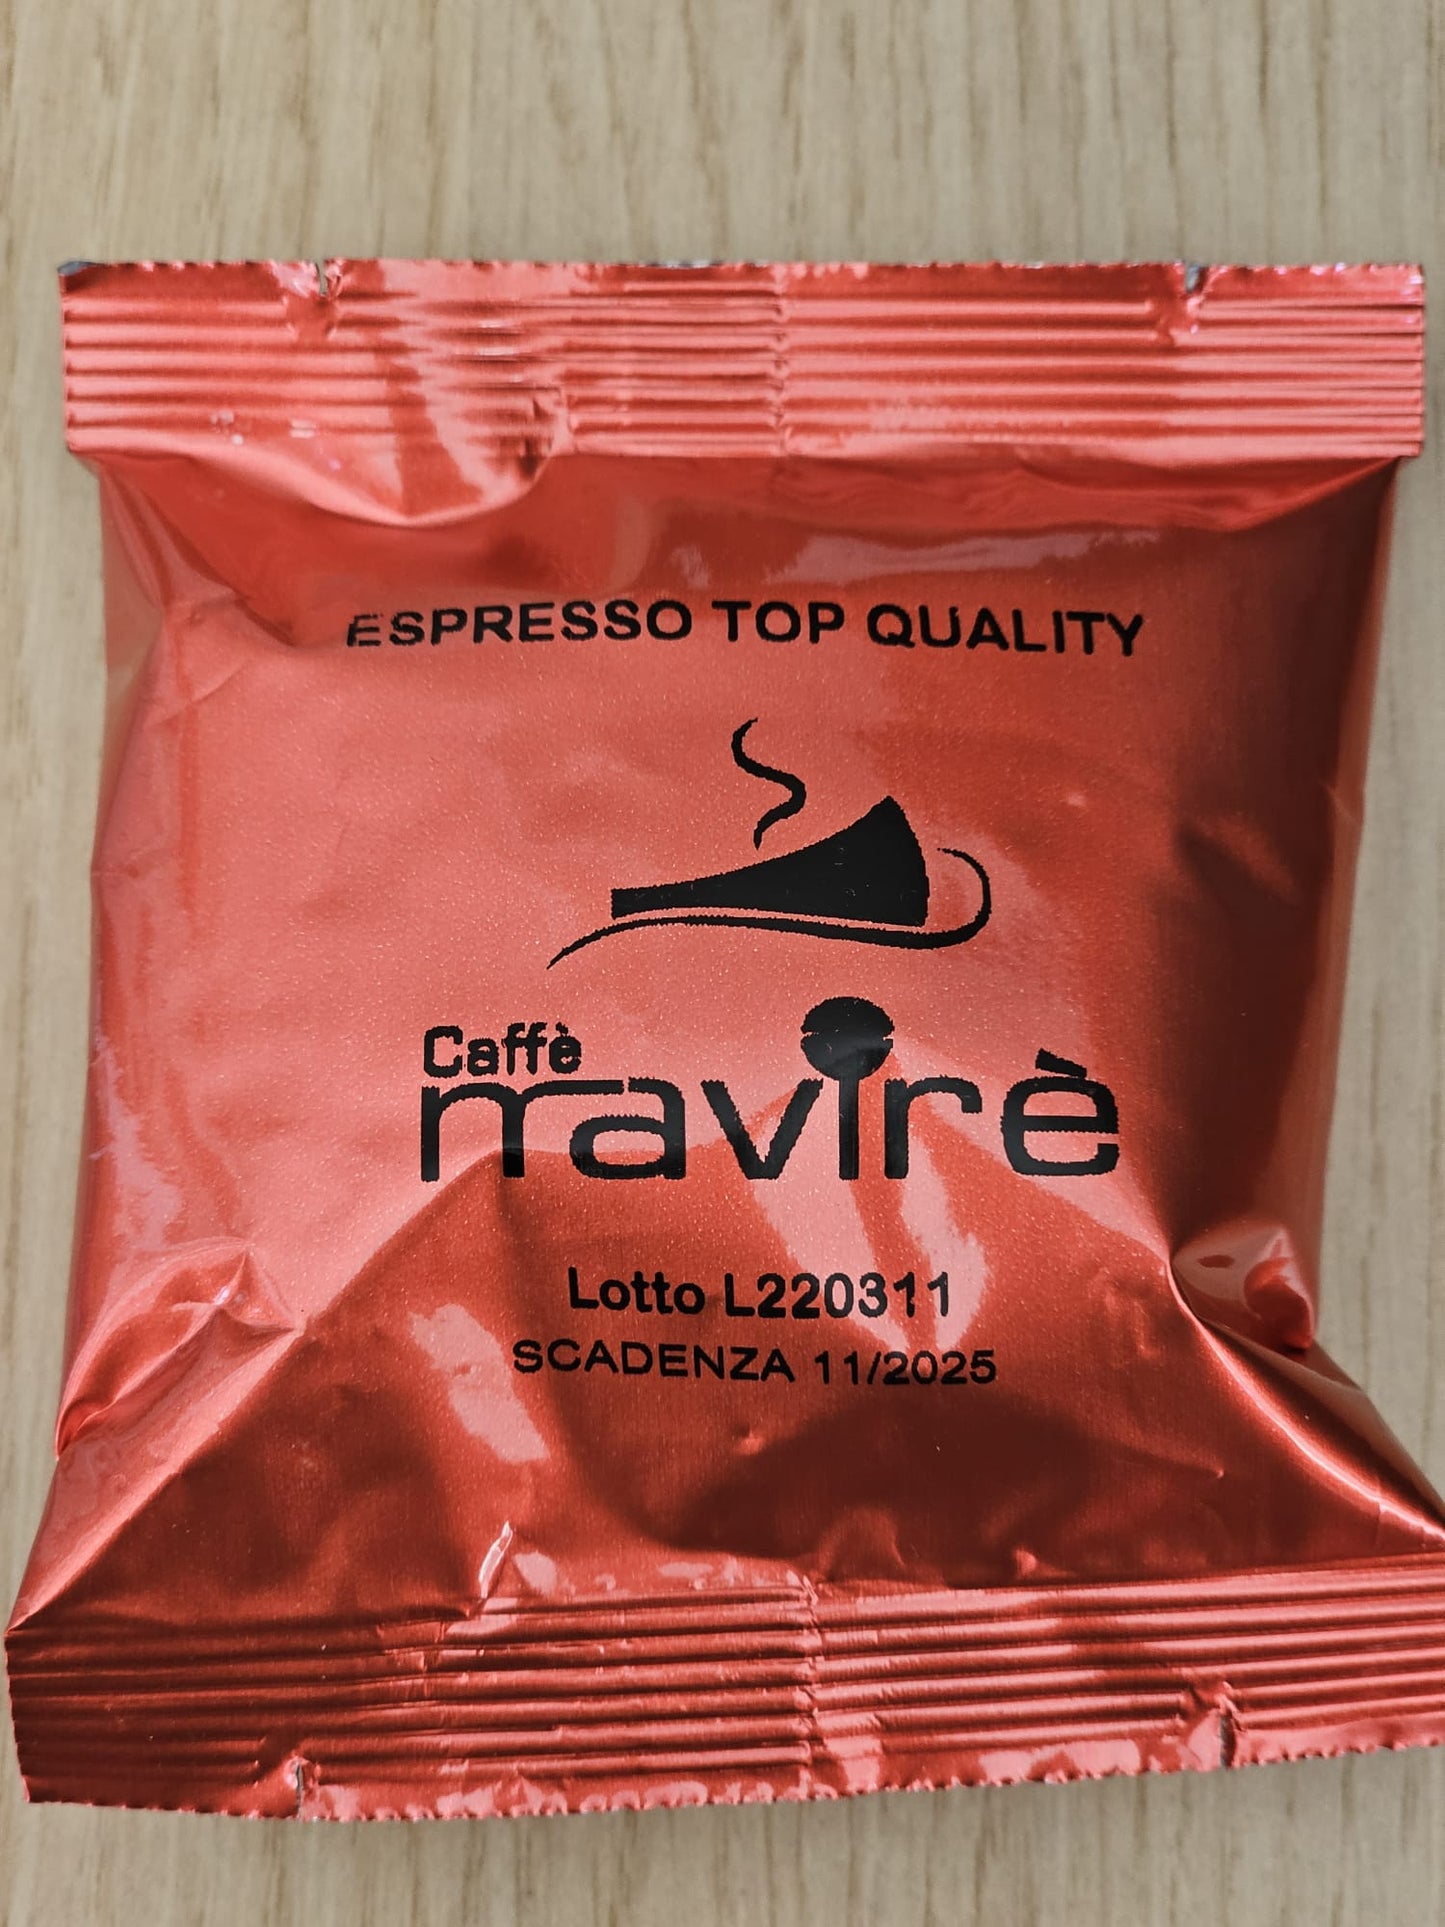 ESPRESSO TOP QUALITY
Caffè
mavirè
Lotto L220311
SCADENZA 11/2025